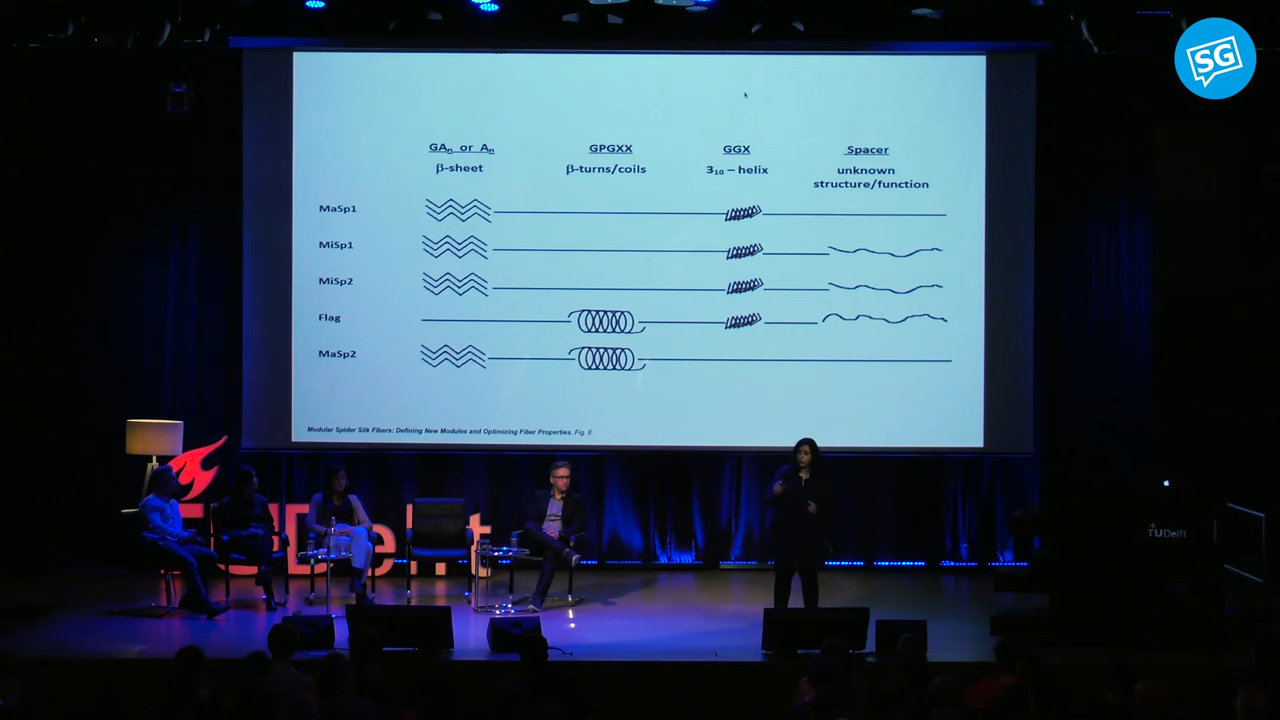 SG
GAₙ or Aₙ
GPGXX
GGX
Spacer
β-sheet
β-turns/coils
3₁₀ – helix
unknown
structure/function
MaSp1
MiSp1
MiSp2
Flag
MaSp2
Modular Spider Silk Fibers: Defining New Modules and Optimizing Fiber Properties. Fig. II
TUDelft
TUDelft